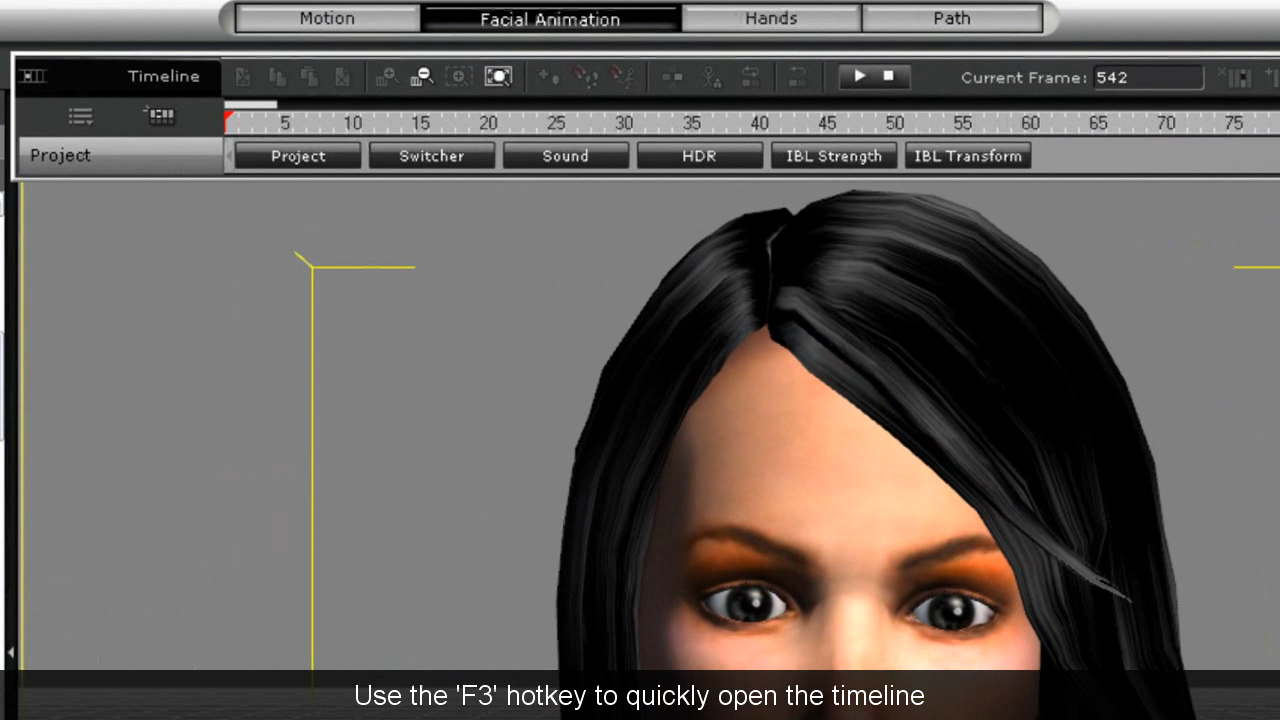 Motion Facial Animation Hands Path
Timeline Current Frame: 542
5 10 15 20 25 30 35 40 45 50 55 60 65 70 75
Project Project Switcher Sound HDR IBL Strength IBL Transform
Use the 'F3' hotkey to quickly open the timeline